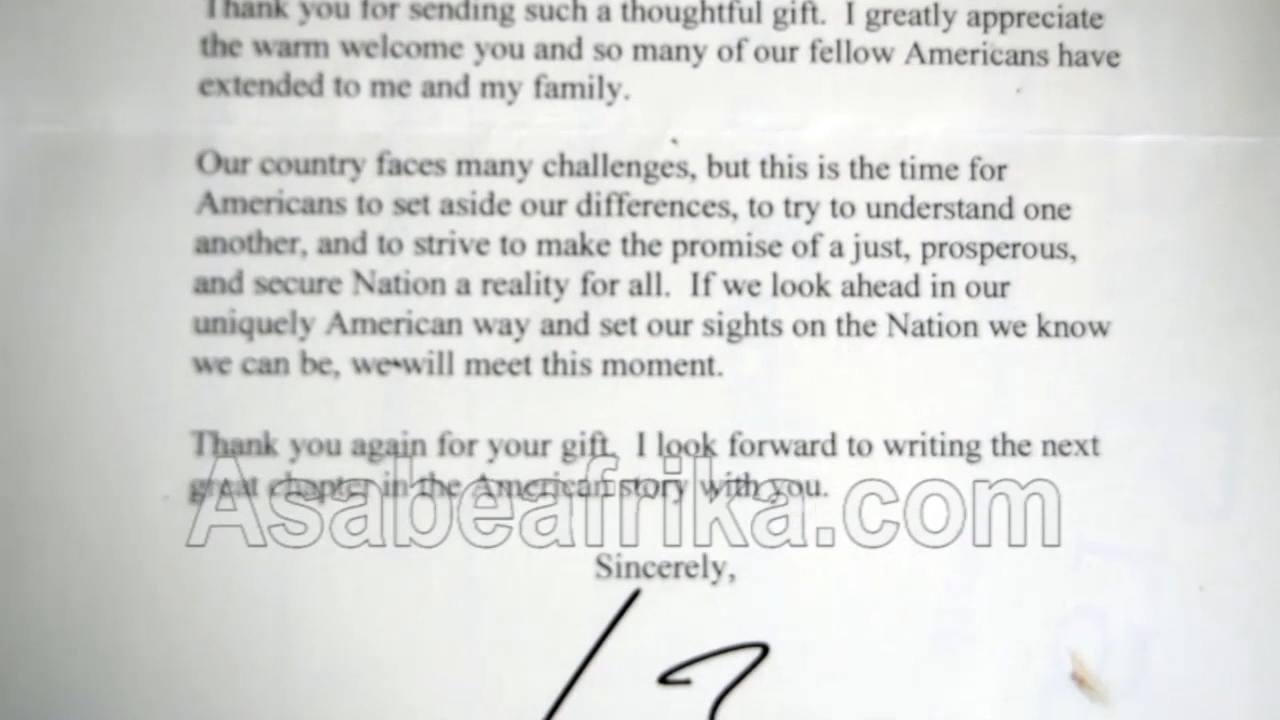 Thank you for sending such a thoughtful gift.  I greatly appreciate
the warm welcome you and so many of our fellow Americans have
extended to me and my family.
Our country faces many challenges, but this is the time for
Americans to set aside our differences, to try to understand one
another, and to strive to make the promise of a just, prosperous,
and secure Nation a reality for all.  If we look ahead in our
uniquely American way and set our sights on the Nation we know
we can be, we will meet this moment.
Thank you again for your gift.  I look forward to writing the next
great chapter in the American story with you.
Asabeafrika.com
Sincerely,